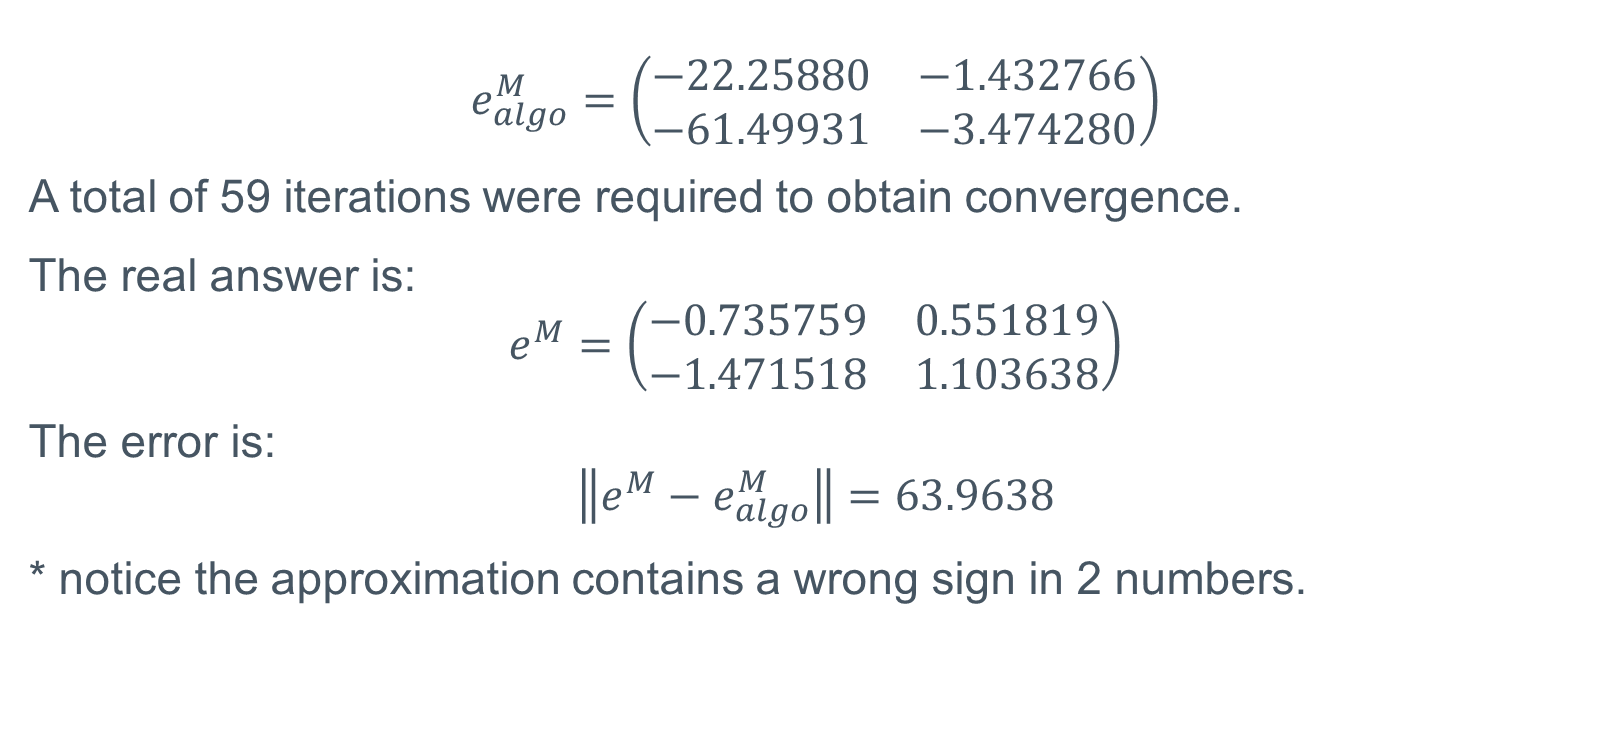 e^M_algo = (−22.25880 −1.432766
−61.49931 −3.474280)
A total of 59 iterations were required to obtain convergence.
The real answer is:
e^M = (−0.735759 0.551819
−1.471518 1.103638)
The error is:
‖e^M − e^M_algo‖ = 63.9638
* notice the approximation contains a wrong sign in 2 numbers.